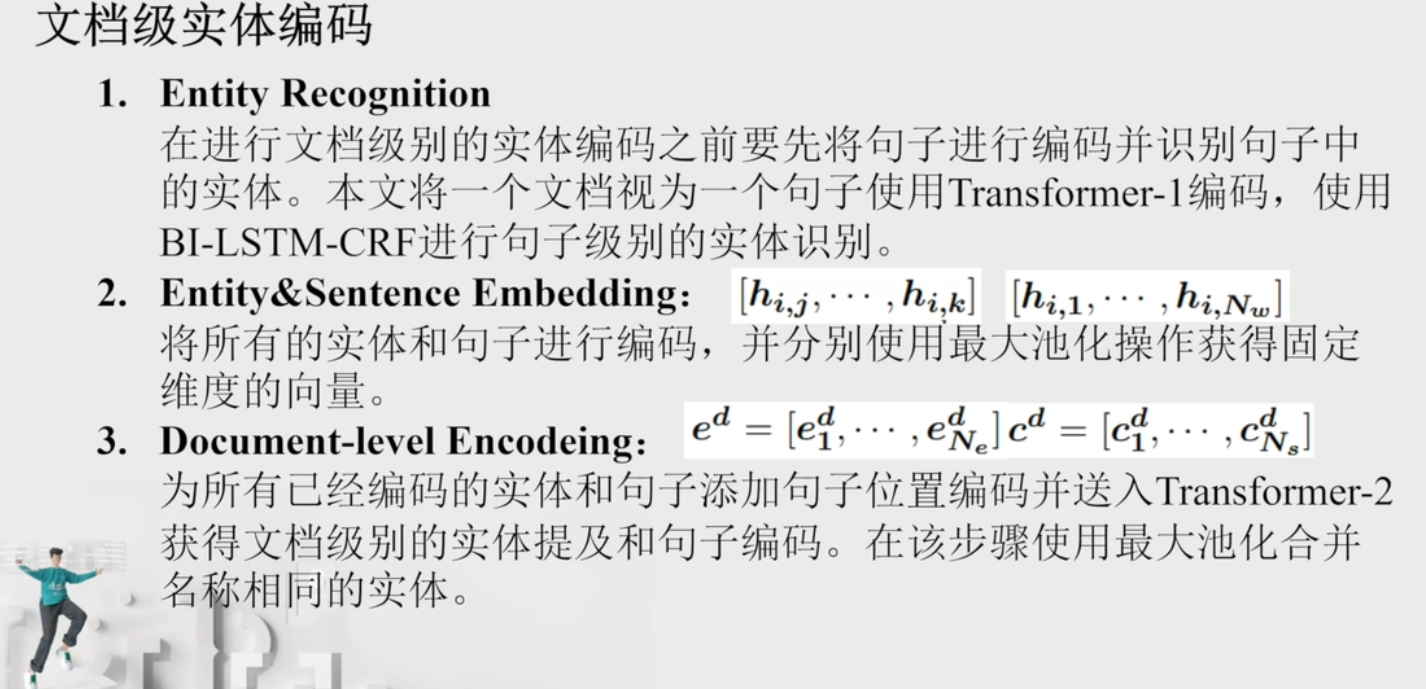 文档级实体编码
1. Entity Recognition
在进行文档级别的实体编码之前要先将句子进行编码并识别句子中
的实体。本文将一个文档视为一个句子使用Transformer-1编码，使用
BI-LSTM-CRF进行句子级别的实体识别。
2. Entity&Sentence Embedding： [h_{i,j}, ⋯ , h_{i,k}] [h_{i,1}, ⋯ , h_{i,N_w}]
将所有的实体和句子进行编码，并分别使用最大池化操作获得固定
维度的向量。
3. Document-level Encodeing： e^d = [e_1^d, ⋯ , e_{N_e}^d] c^d = [c_1^d, ⋯ , c_{N_s}^d]
为所有已经编码的实体和句子添加句子位置编码并送入Transformer-2
获得文档级别的实体提及和句子编码。在该步骤使用最大池化合并
名称相同的实体。